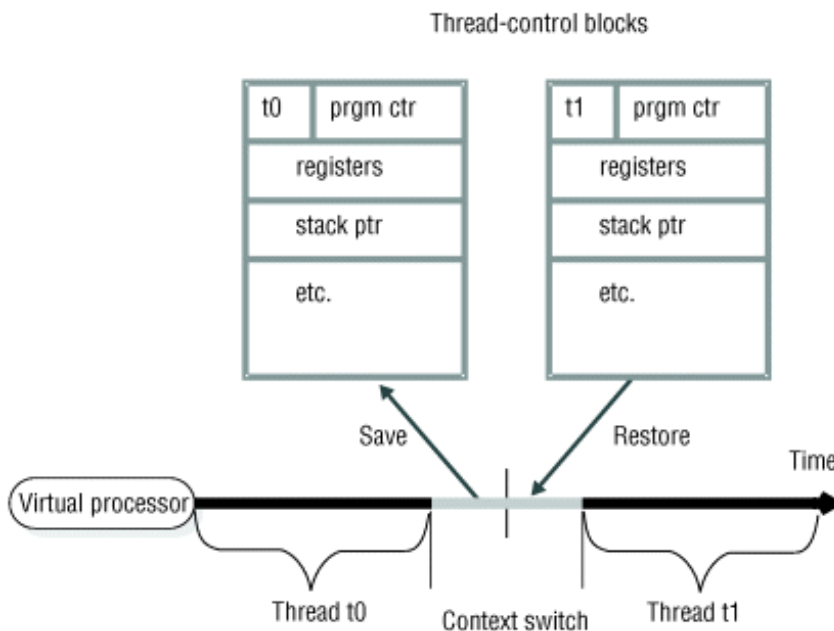 Thread-control blocks
t0 prgm ctr
registers
stack ptr
etc.
t1 prgm ctr
registers
stack ptr
etc.
Save
Restore
Time
Virtual processor
Thread t0
Context switch
Thread t1